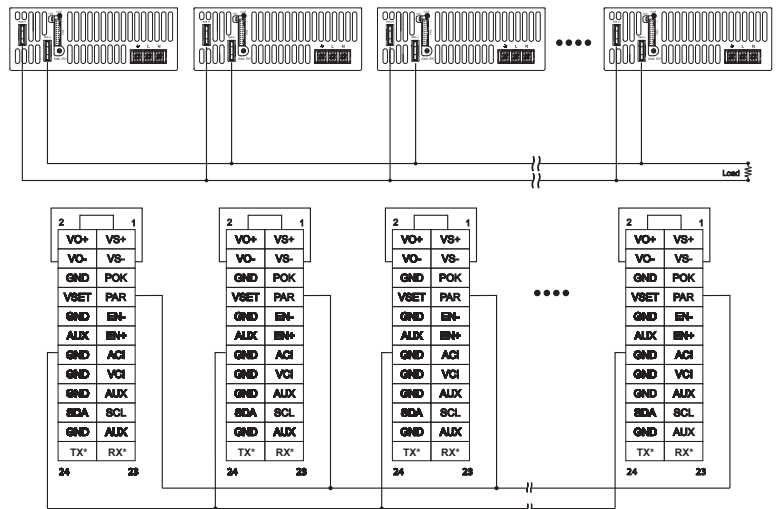 L N
L N
L N
L N
Load
2 1
VO+ VS+
VO- VS-
GND POK
VSET PAR
GND EN-
AUX EN+
GND ACI
GND VCI
GND AUX
SDA SCL
GND AUX
TX* RX*
24 23
2 1
VO+ VS+
VO- VS-
GND POK
VSET PAR
GND EN-
AUX EN+
GND ACI
GND VCI
GND AUX
SDA SCL
GND AUX
TX* RX*
24 23
2 1
VO+ VS+
VO- VS-
GND POK
VSET PAR
GND EN-
AUX EN+
GND ACI
GND VCI
GND AUX
SDA SCL
GND AUX
TX* RX*
24 23
2 1
VO+ VS+
VO- VS-
GND POK
VSET PAR
GND EN-
AUX EN+
GND ACI
GND VCI
GND AUX
SDA SCL
GND AUX
TX* RX*
24 23